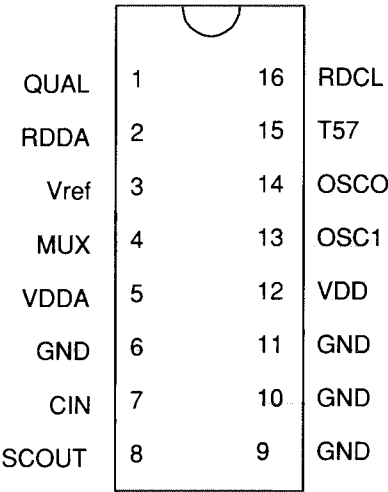 QUAL 1 16 RDCL
RDDA 2 15 T57
Vref 3 14 OSCO
MUX 4 13 OSC1
VDDA 5 12 VDD
GND 6 11 GND
CIN 7 10 GND
SCOUT 8 9 GND